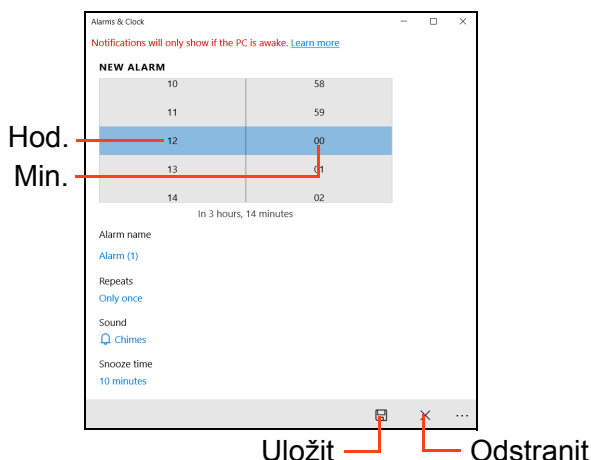 Alarms & Clock
Notifications will only show if the PC is awake. Learn more
NEW ALARM
10 58
11 59
Hod. 12 00
Min. 13 01
14 02
In 3 hours, 14 minutes
Alarm name
Alarm (1)
Repeats
Only once
Sound
Chimes
Snooze time
10 minutes
Uložit Odstranit